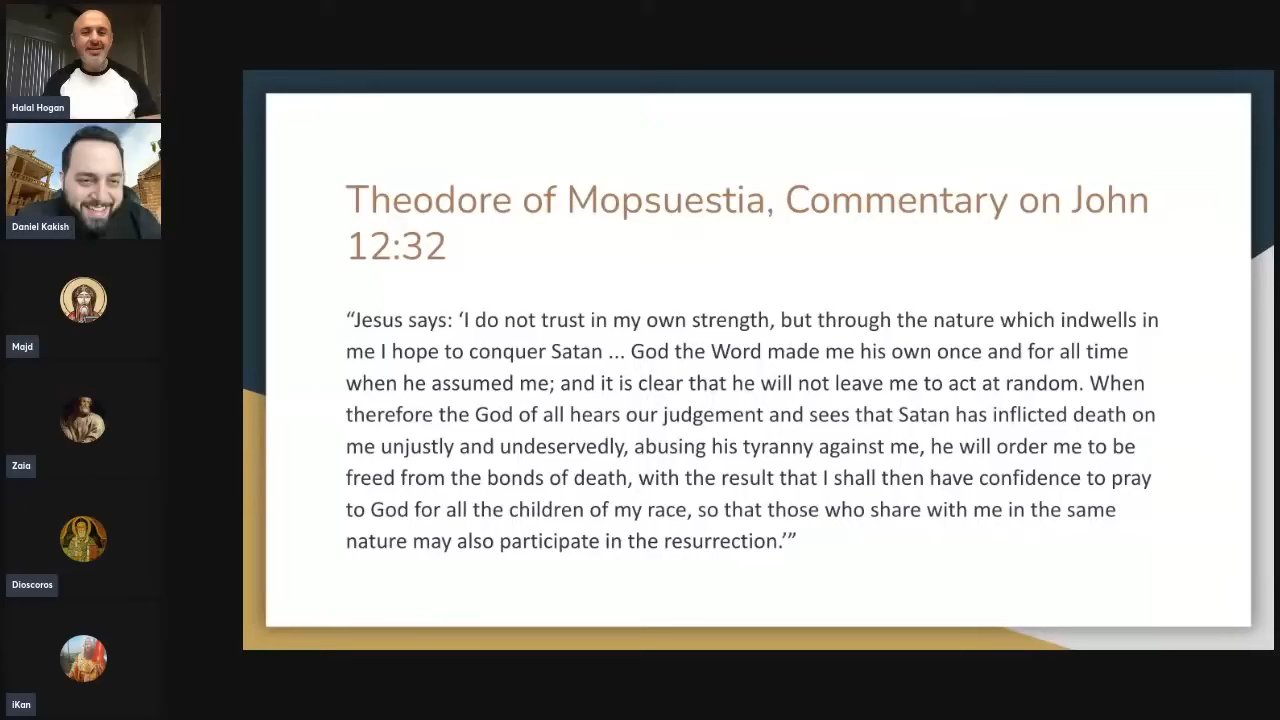 Halal Hogan
Daniel Kakish
Majd
Zaia
Dioscoros
iKan
Theodore of Mopsuestia, Commentary on John
12:32
“Jesus says: ‘I do not trust in my own strength, but through the nature which indwells in
me I hope to conquer Satan ... God the Word made me his own once and for all time
when he assumed me; and it is clear that he will not leave me to act at random. When
therefore the God of all hears our judgement and sees that Satan has inflicted death on
me unjustly and undeservedly, abusing his tyranny against me, he will order me to be
freed from the bonds of death, with the result that I shall then have confidence to pray
to God for all the children of my race, so that those who share with me in the same
nature may also participate in the resurrection.’”